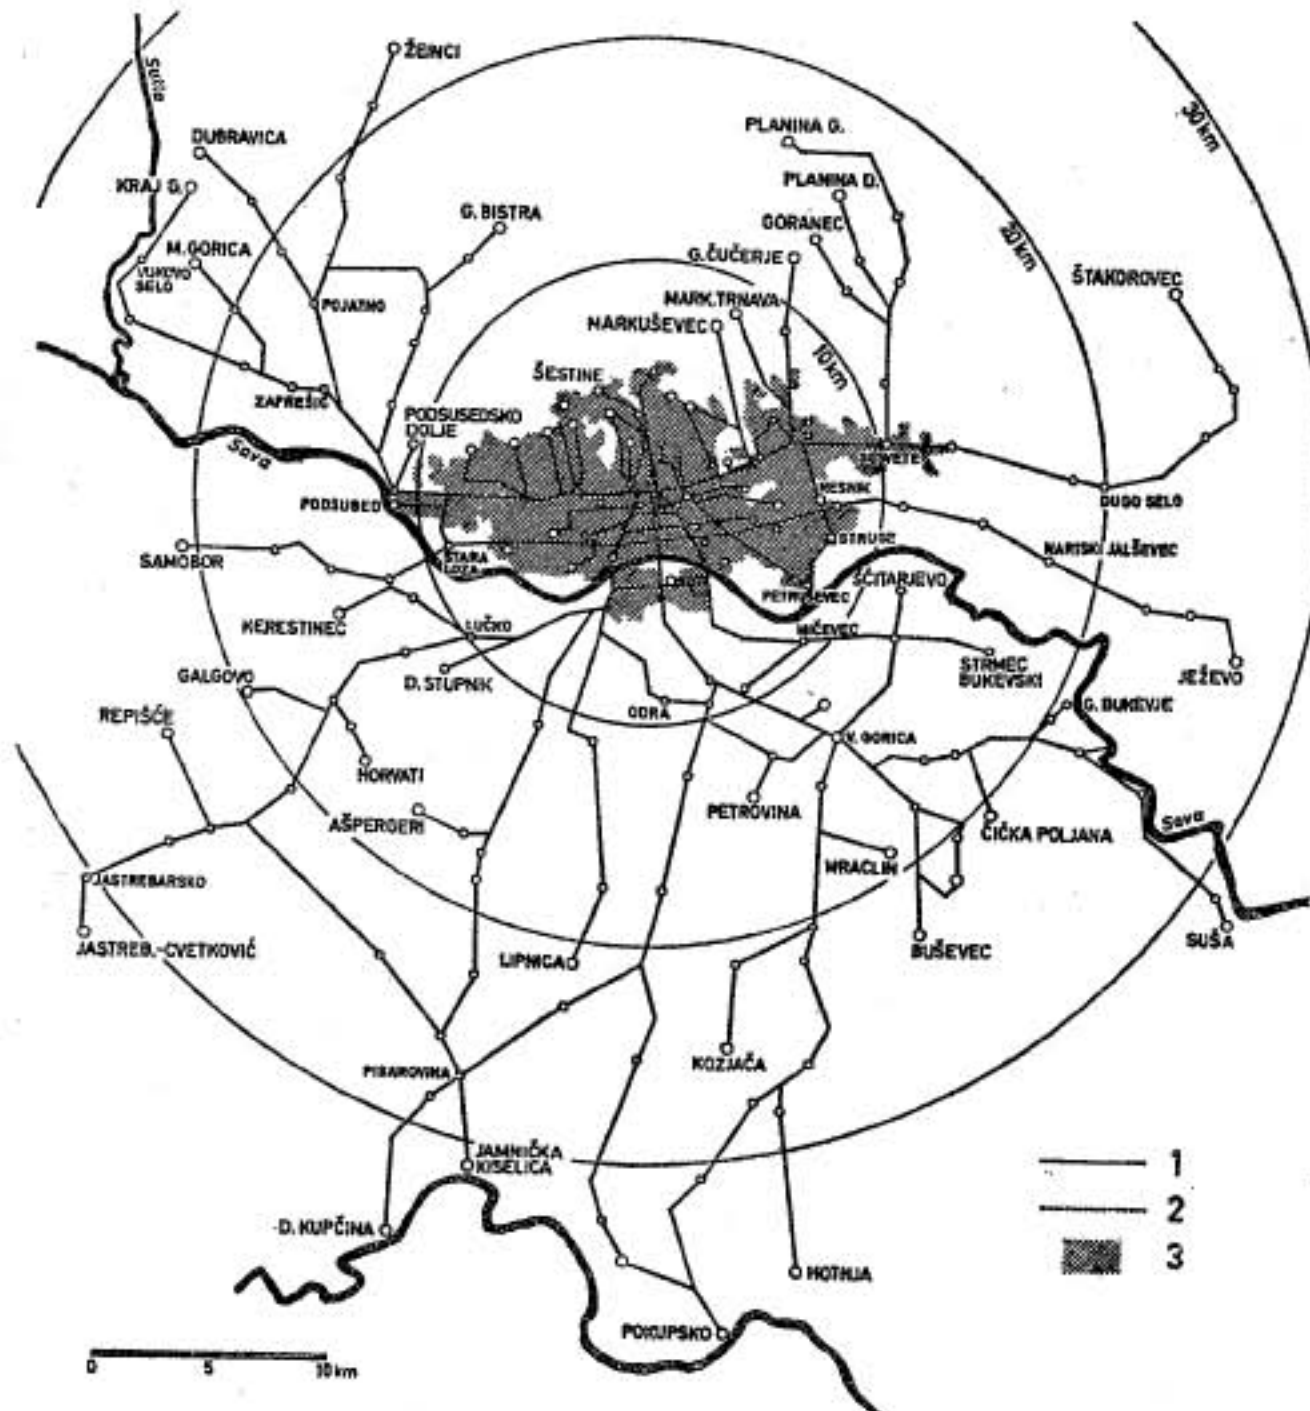 Sutla
ŽEINCI
DUBRAVICA
KRAJ G.
M. GORICA
VUKOVO
SELO
G. BISTRA
POJATNO
ZAPREŠIĆ
PLANINA G.
PLANINA D.
GORANEC
G. ČUČERJE
MARK. TRNAVA
MARKUŠEVEC
ŠESTINE
10 km
20 km
30 km
ŠTAKOROVEC
PODSUSEDSKO
DOLJE
Sava
PODSUSED
SESVETE
RESNIK
DUGO SELO
STRUGE
NARTSKI JALŠEVEC
SAMOBOR
STARA
LOZA
PETRUŠEVEC
ŠČITARJEVO
KERESTINEC
LUČKO
MIČEVEC
STRMEC
BUKEVSKI
JEŽEVO
GALGOVO
D. STUPNIK
G. BUKEVJE
REPIŠĆE
ODRA
V. GORICA
HORVATI
PETROVINA
AŠPERGERI
ČIČKA POLJANA
Sava
MRACLIN
JASTREBARSKO
JASTREB.-CVETKOVIĆ
LIPNICA
BUŠEVEC
SUŠA
KOZJAČA
PISAROVINA
JAMNIČKA
KISELICA
D. KUPČINA
HOTNJA
POKUPSKO
1
2
3
0 5 10 km